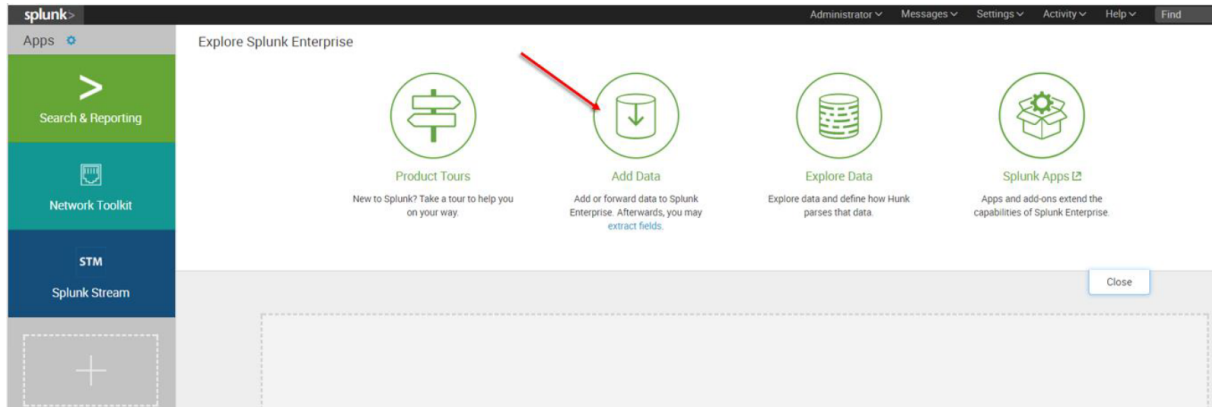 splunk>
Administrator Messages Settings Activity Help Find
Apps
Explore Splunk Enterprise
>
Search & Reporting
Network Toolkit
STM
Splunk Stream
Product Tours
New to Splunk? Take a tour to help you
on your way.
Add Data
Add or forward data to Splunk
Enterprise. Afterwards, you may
extract fields.
Explore Data
Explore data and define how Hunk
parses that data.
Splunk Apps
Apps and add-ons extend the
capabilities of Splunk Enterprise.
Close